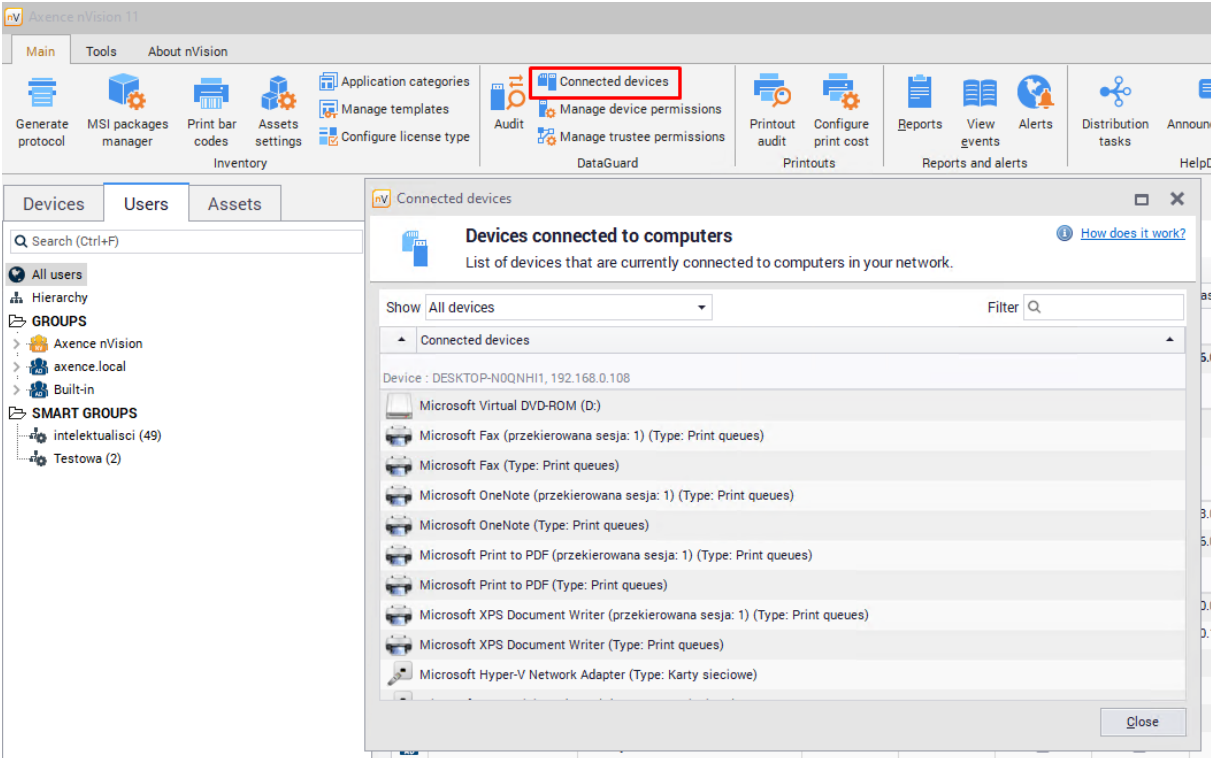 nV Axence nVision 11
Main Tools About nVision
Generate protocol
MSI packages manager
Print bar codes
Assets settings
Application categories
Manage templates
Configure license type
Inventory
Audit
Connected devices
Manage device permissions
Manage trustee permissions
DataGuard
Printout audit
Configure print cost
Printouts
Reports
View events
Alerts
Reports and alerts
Distribution tasks
Devices Users Assets
Search (Ctrl+F)
All users
Hierarchy
GROUPS
Axence nVision
axence.local
Built-in
SMART GROUPS
intelektualisci (49)
Testowa (2)
nV Connected devices
Devices connected to computers
How does it work?
List of devices that are currently connected to computers in your network.
Show All devices Filter
Connected devices
Device : DESKTOP-N0QNHI1, 192.168.0.108
Microsoft Virtual DVD-ROM (D:)
Microsoft Fax (przekierowana sesja: 1) (Type: Print queues)
Microsoft Fax (Type: Print queues)
Microsoft OneNote (przekierowana sesja: 1) (Type: Print queues)
Microsoft OneNote (Type: Print queues)
Microsoft Print to PDF (przekierowana sesja: 1) (Type: Print queues)
Microsoft Print to PDF (Type: Print queues)
Microsoft XPS Document Writer (przekierowana sesja: 1) (Type: Print queues)
Microsoft XPS Document Writer (Type: Print queues)
Microsoft Hyper-V Network Adapter (Type: Karty sieciowe)
Close